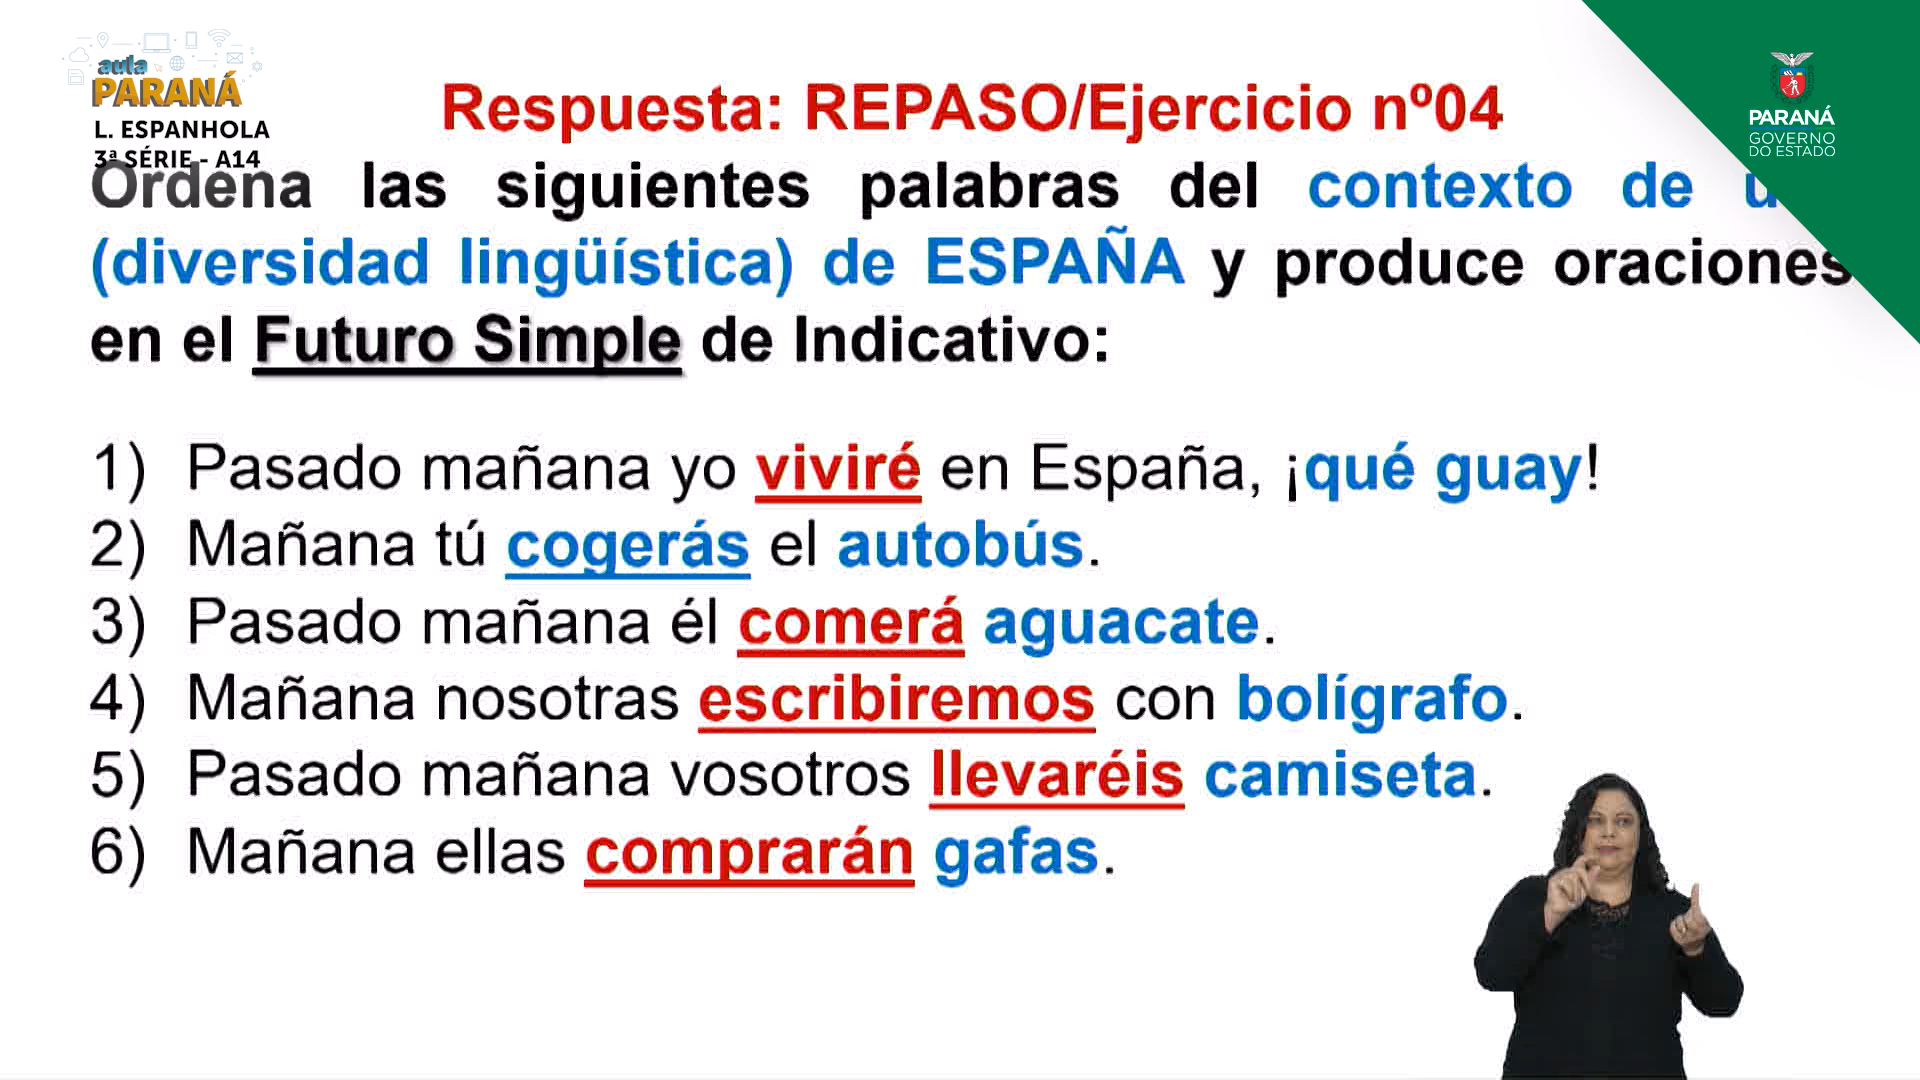 aula
PARANÁ
L. ESPANHOLA
3ª SÉRIE - A14
PARANÁ
GOVERNO
DO ESTADO
Respuesta: REPASO/Ejercicio nº04
Ordena las siguientes palabras del contexto de
(diversidad lingüística) de ESPAÑA y produce oraciones
en el Futuro Simple de Indicativo:
1) Pasado mañana yo viviré en España, ¡qué guay!
2) Mañana tú cogerás el autobús.
3) Pasado mañana él comerá aguacate.
4) Mañana nosotras escribiremos con bolígrafo.
5) Pasado mañana vosotros llevaréis camiseta.
6) Mañana ellas comprarán gafas.